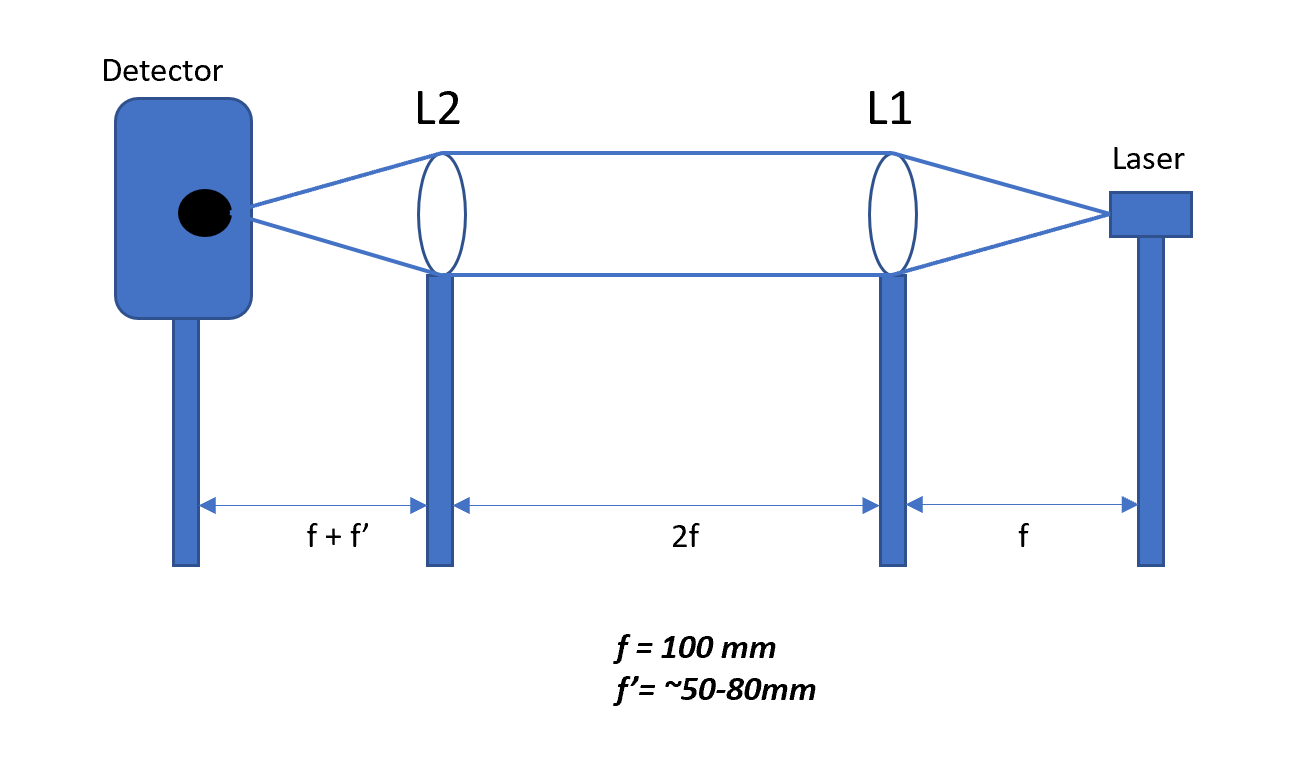 Detector
L2
L1
Laser
f + f’
2f
f
f = 100 mm
f’= ~50-80mm